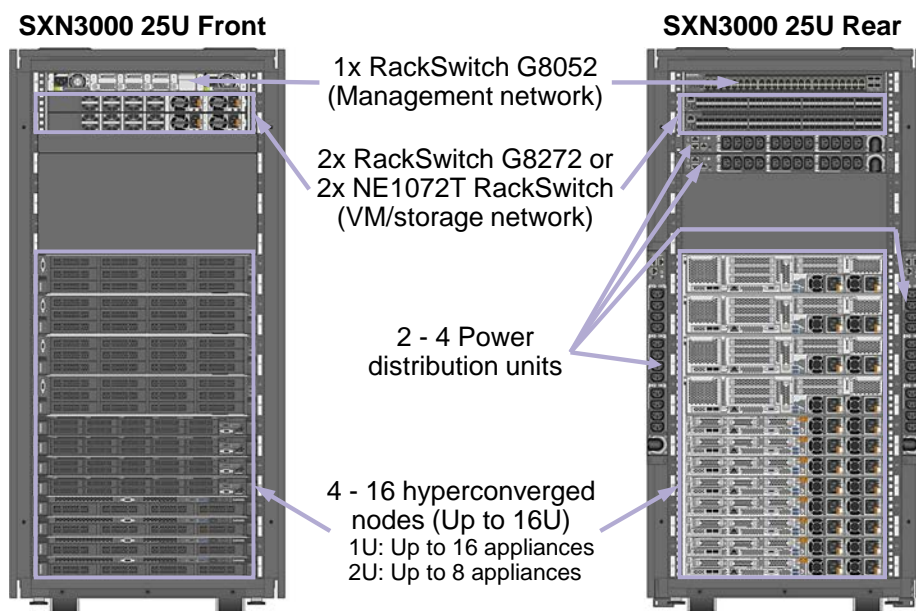 SXN3000 25U Front
SXN3000 25U Rear
1x RackSwitch G8052
(Management network)
2x RackSwitch G8272 or
2x NE1072T RackSwitch
(VM/storage network)
2 - 4 Power
distribution units
4 - 16 hyperconverged
nodes (Up to 16U)
1U: Up to 16 appliances
2U: Up to 8 appliances